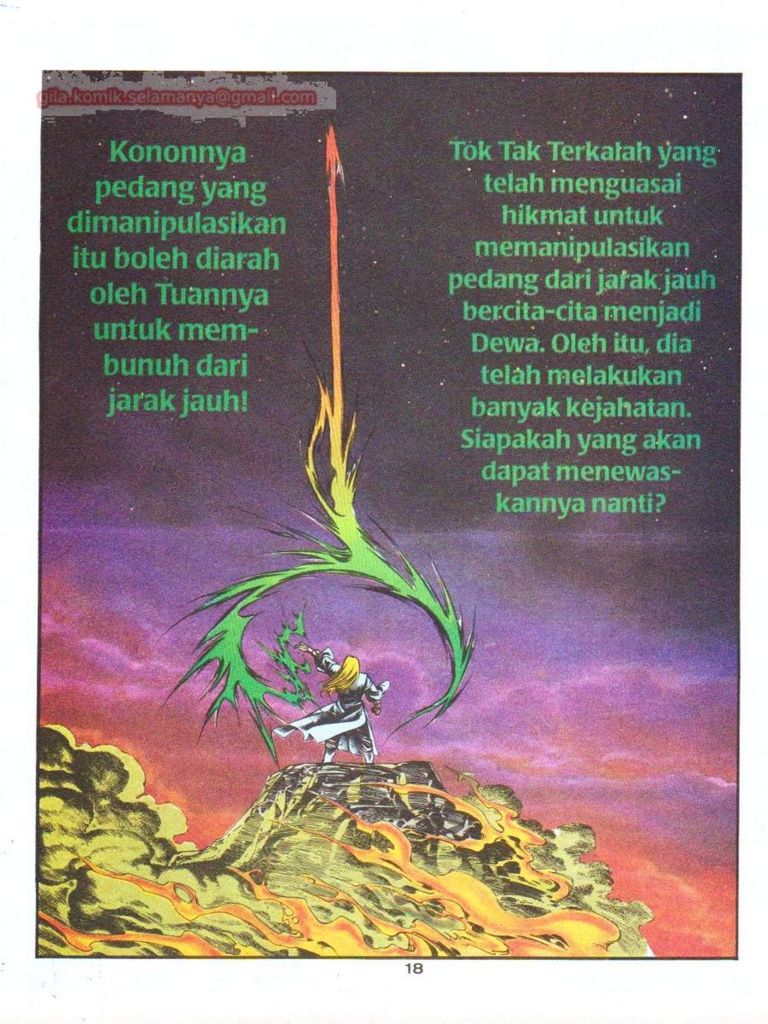 gila.komik.selamanya@gmail.com
Kononnya
pedang yang
dimanipulasikan
itu boleh diarah
oleh Tuannya
untuk mem-
bunuh dari
jarak jauh!
Tok Tak Terkalah yang
telah menguasai
hikmat untuk
memanipulasikan
pedang dari jarak jauh
bercita-cita menjadi
Dewa. Oleh itu, dia
telah melakukan
banyak kejahatan.
Siapakah yang akan
dapat menewas-
kannya nanti?
18